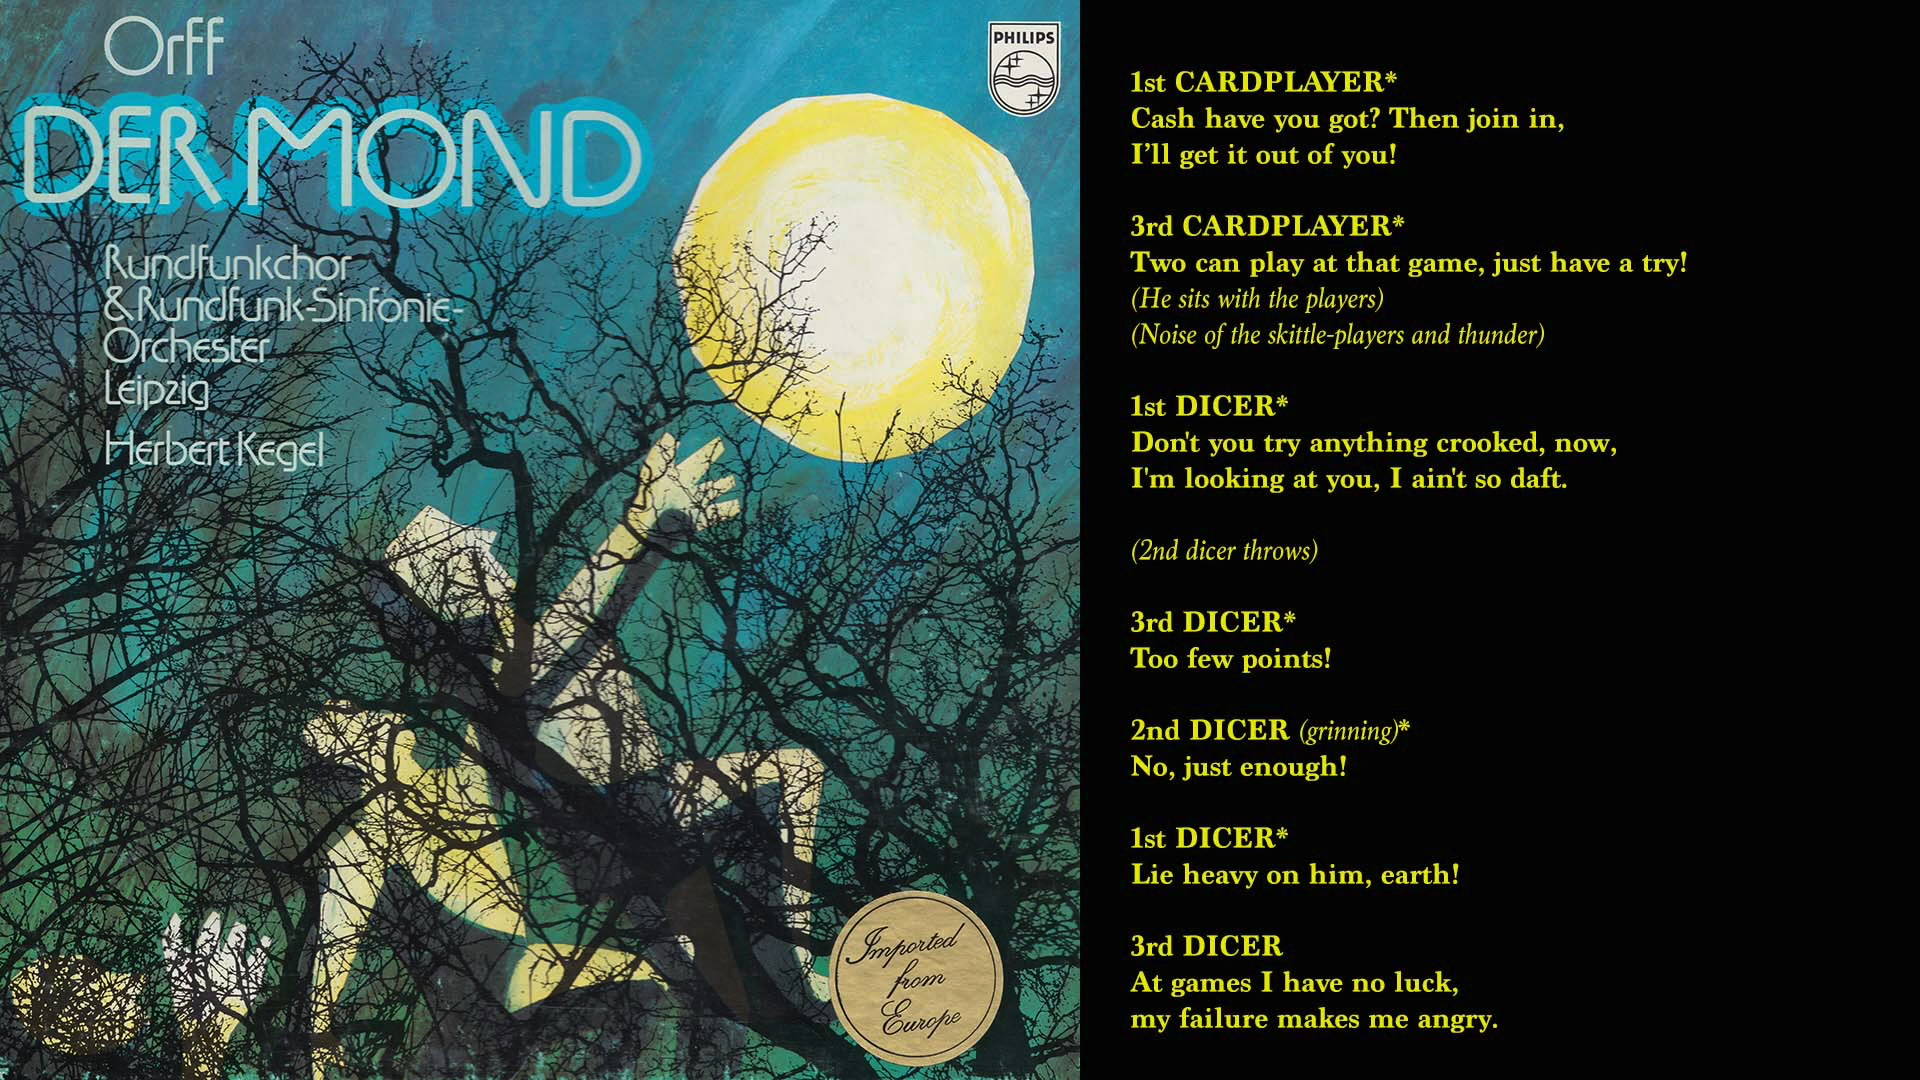 Orff
DER MOND
Rundfunkchor
& Rundfunk-Sinfonie-
Orchester
Leipzig
Herbert Kegel
PHILIPS
Imported
from
Europe
1st CARDPLAYER*
Cash have you got? Then join in,
I’ll get it out of you!
3rd CARDPLAYER*
Two can play at that game, just have a try!
(He sits with the players)
(Noise of the skittle-players and thunder)
1st DICER*
Don't you try anything crooked, now,
I'm looking at you, I ain't so daft.
(2nd dicer throws)
3rd DICER*
Too few points!
2nd DICER (grinning)*
No, just enough!
1st DICER*
Lie heavy on him, earth!
3rd DICER
At games I have no luck,
my failure makes me angry.